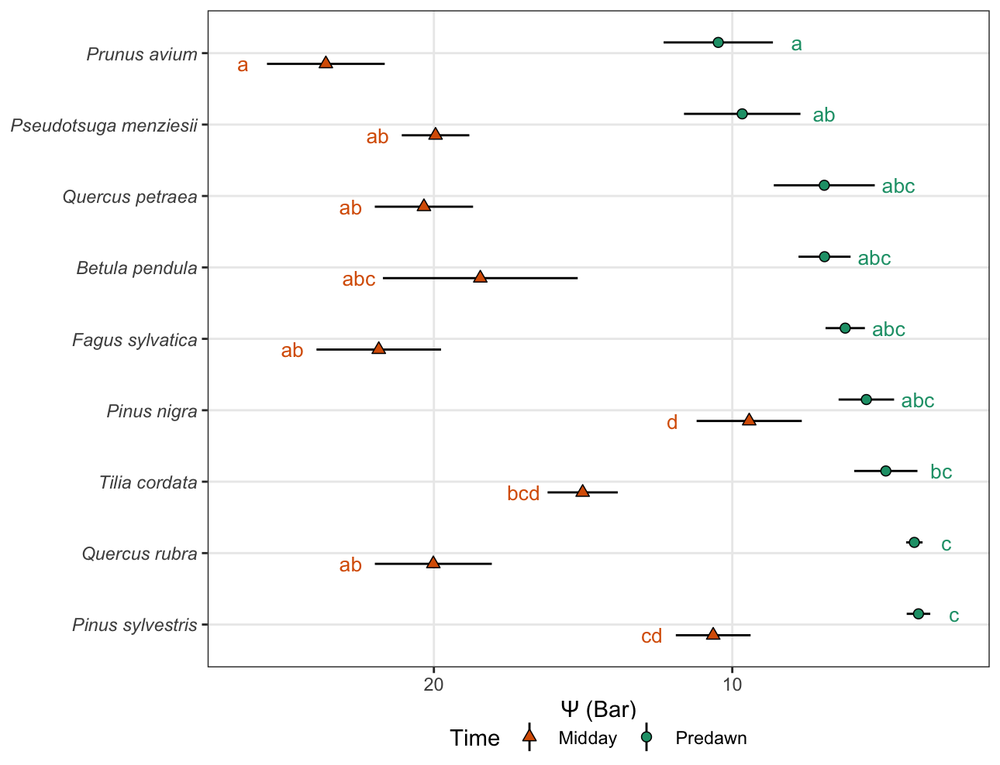 Prunus avium
a
a
Pseudotsuga menziesii
ab
ab
Quercus petraea
abc
ab
Betula pendula
abc
abc
Fagus sylvatica
abc
ab
Pinus nigra
abc
d
Tilia cordata
bc
bcd
Quercus rubra
c
ab
Pinus sylvestris
c
cd
20 10
Ψ (Bar)
Time Midday Predawn